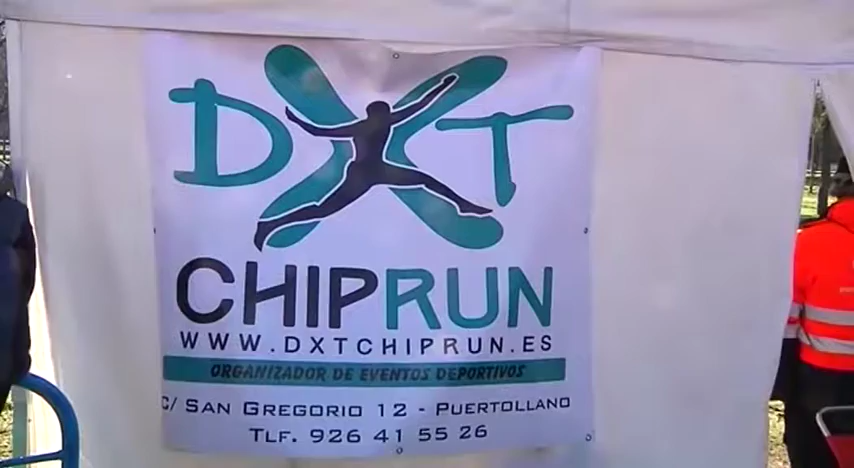 DXT
CHIPRUN
WWW.DXTCHIPRUN.ES
ORGANIZADOR DE EVENTOS DEPORTIVOS
C/ SAN GREGORIO 12 - PUERTOLLANO
TLF. 926 41 55 26